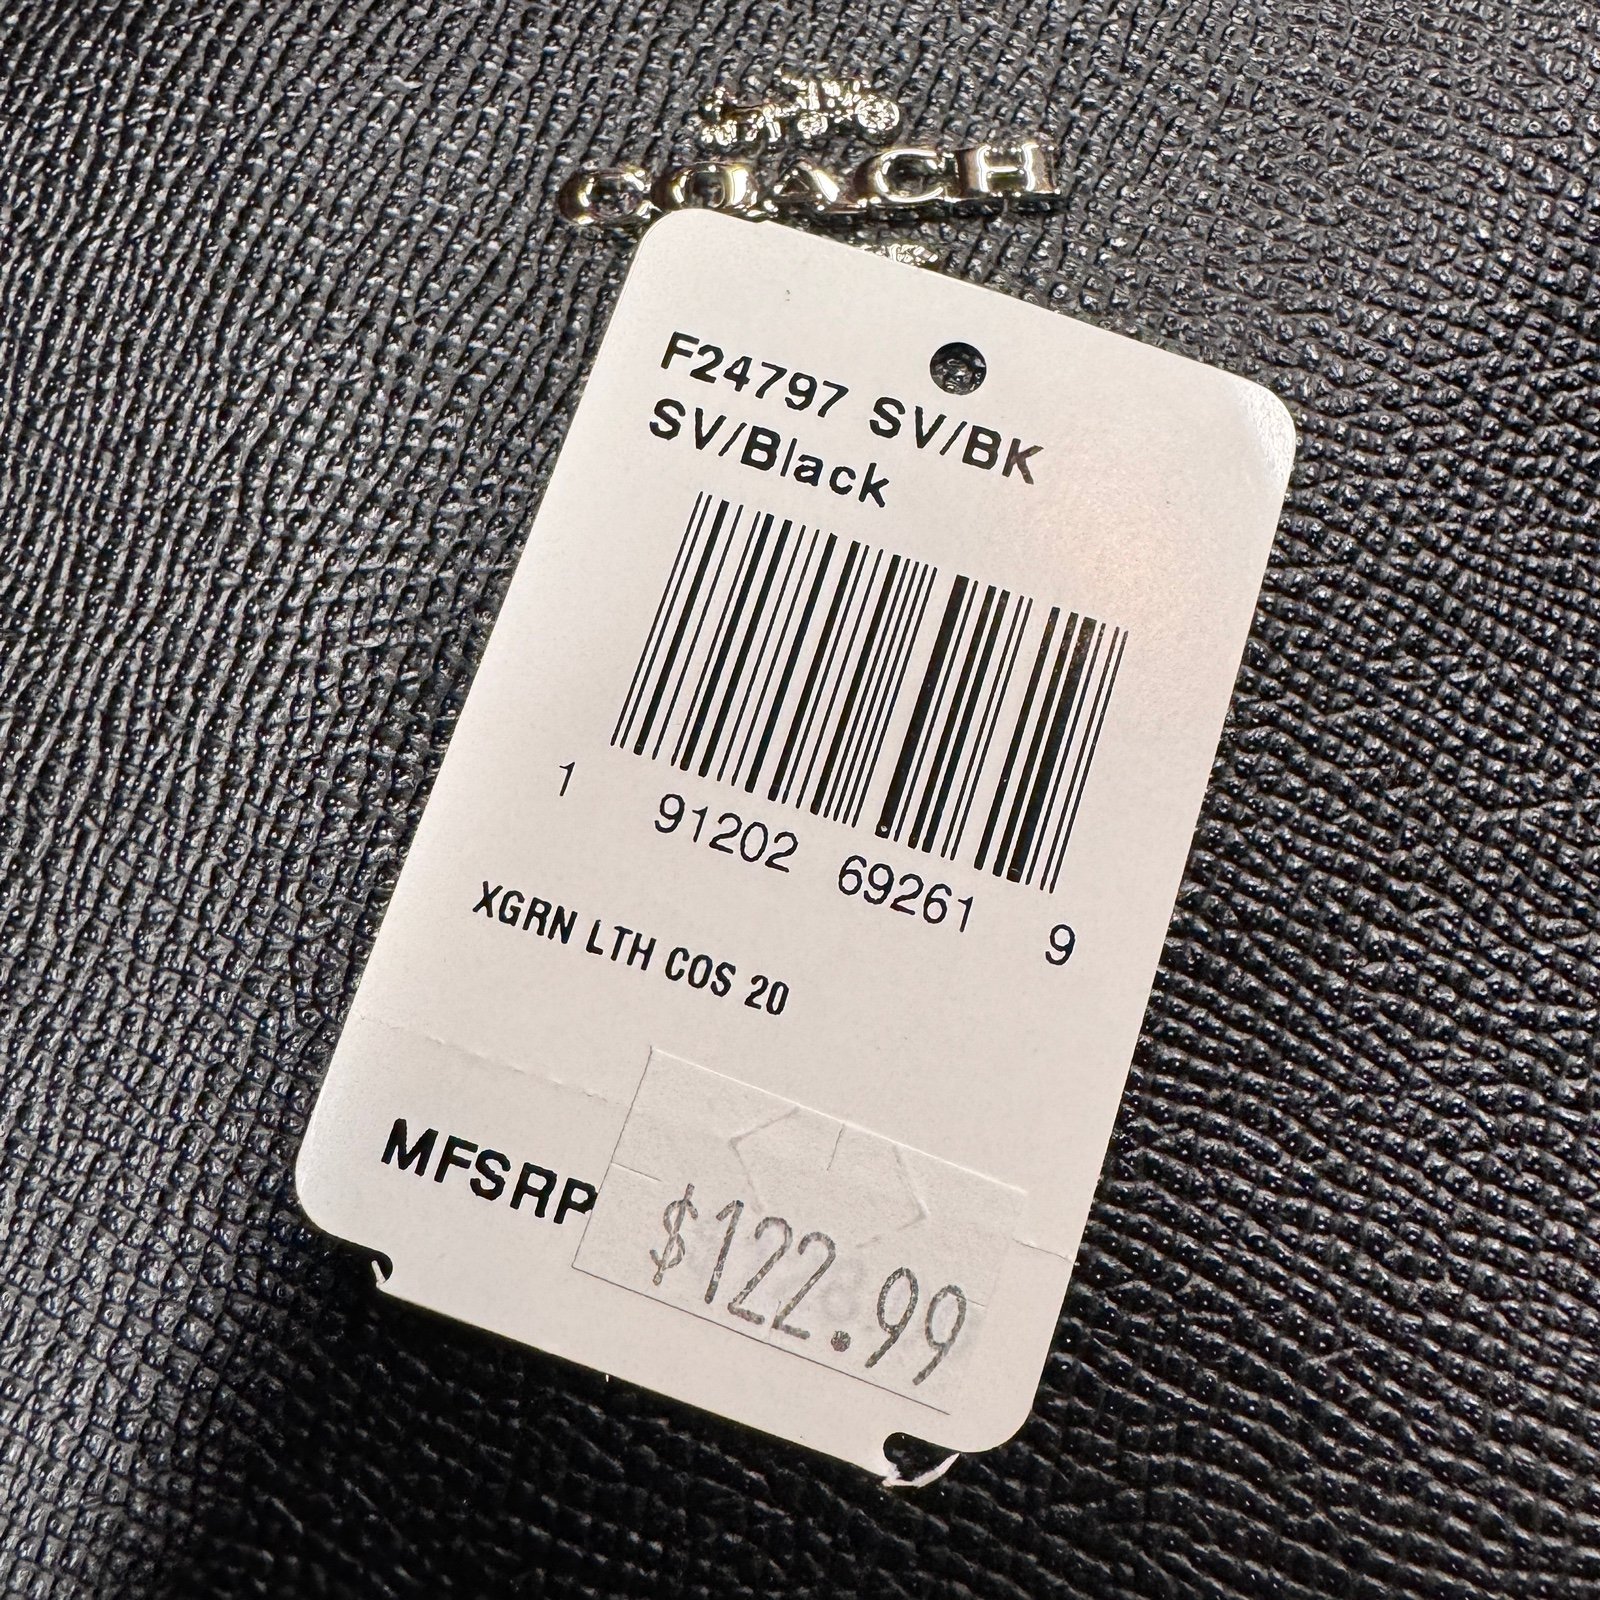 COACH
F24797 SV/BK
SV/Black
1 91202 69261 9
XGRN LTH COS 20
MFSRP $122.99